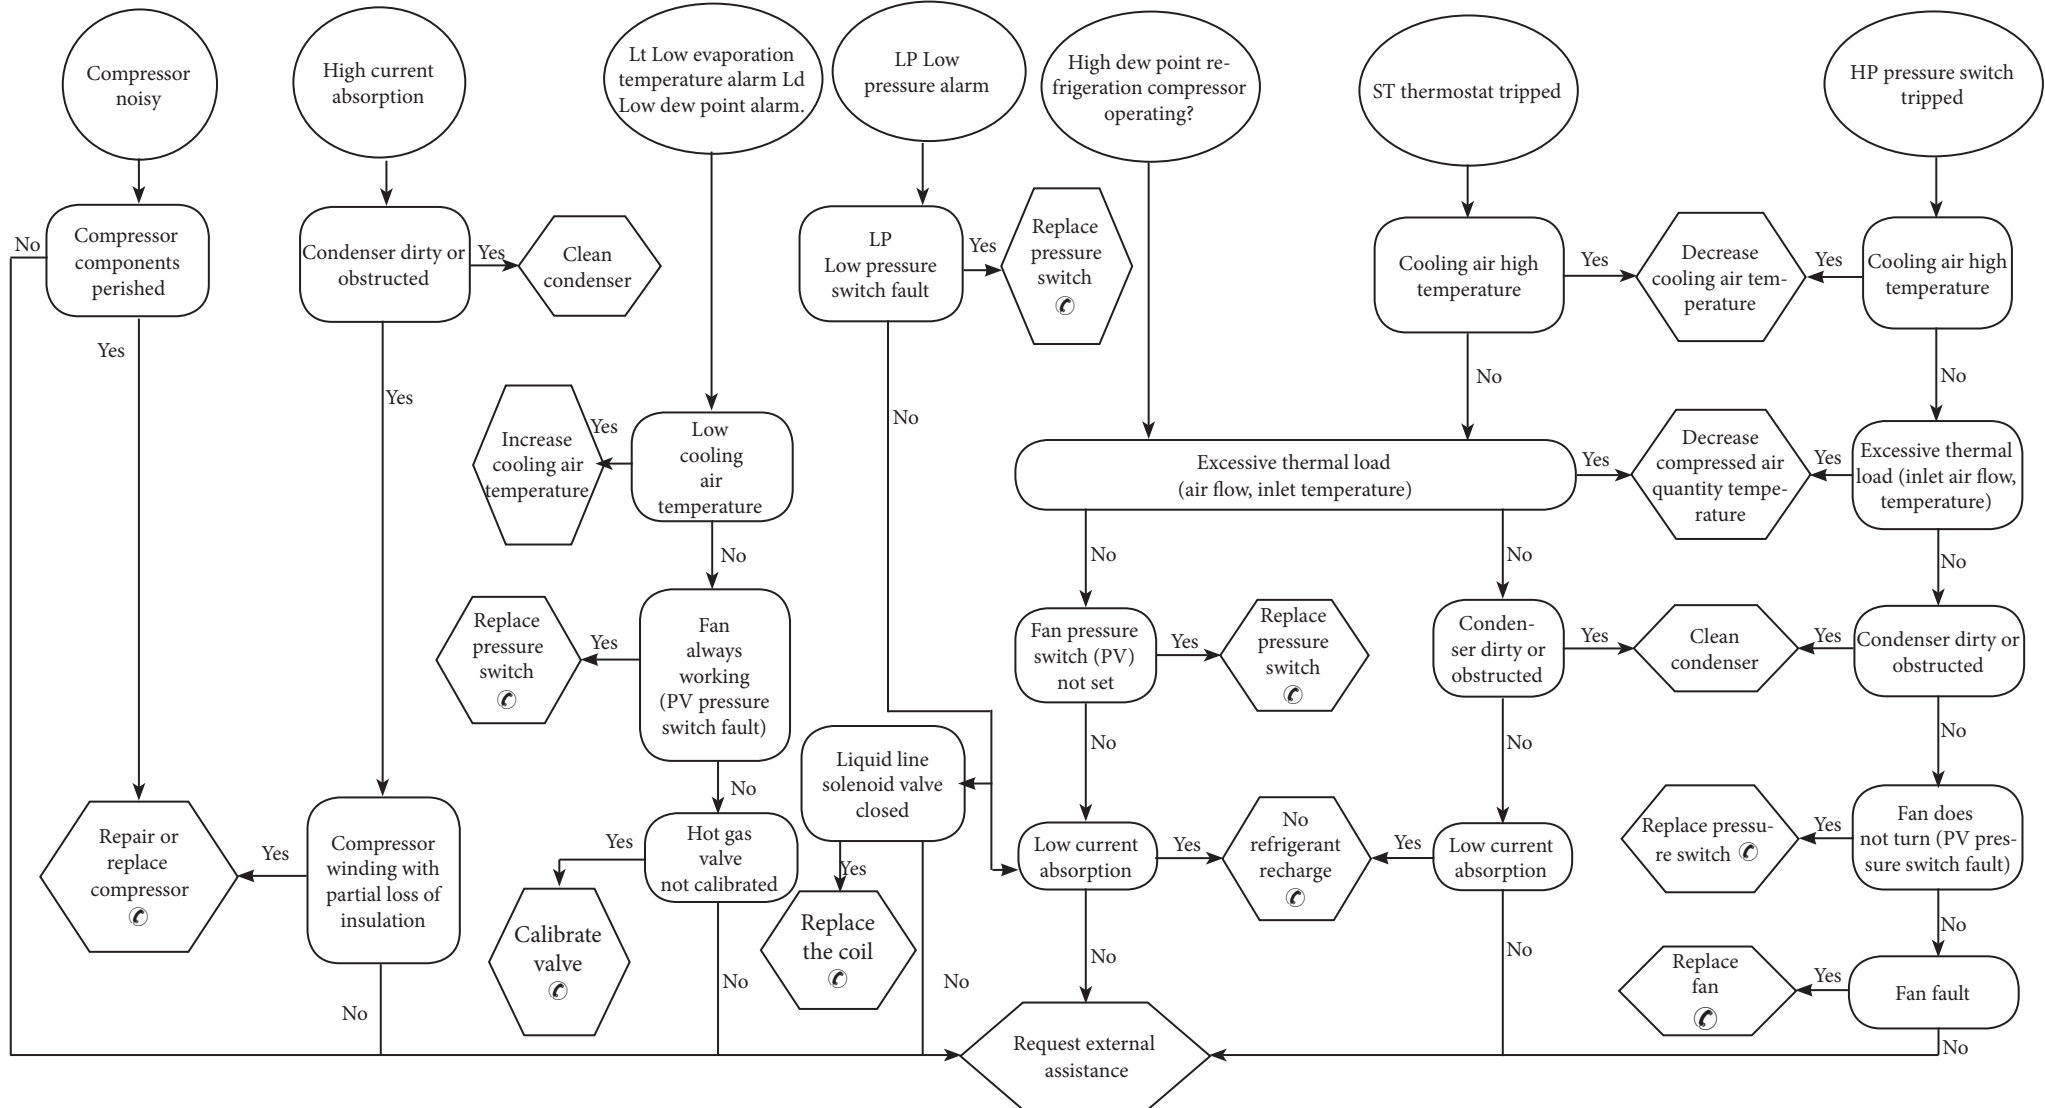 Compressor
noisy
High current
absorption
Lt Low evaporation
temperature alarm Ld
Low dew point alarm.
LP Low
pressure alarm
High dew point re-
frigeration compressor
operating?
ST thermostat tripped
HP pressure switch
tripped
No
Compressor
components
perished
Yes
Condenser dirty or
obstructed
Yes
Clean
condenser
Yes
LP
Low pressure
switch fault
Yes
Replace
pressure
switch
No
Cooling air high
temperature
Yes
Decrease
cooling air tem-
perature
Yes
Cooling air high
temperature
No
No
Increase
cooling air
temperature
Yes
Low
cooling
air
temperature
No
Excessive thermal load
(air flow, inlet temperature)
Yes
Decrease
compressed air
quantity tempe-
rature
Yes
Excessive thermal
load (inlet air flow,
temperature)
No
No
No
Replace
pressure
switch
Yes
Fan
always
working
(PV pressure
switch fault)
No
Fan pressure
switch (PV)
not set
Yes
Replace
pressure
switch
No
Conden-
ser dirty or
obstructed
Yes
Clean
condenser
Yes
Condenser dirty or
obstructed
No
No
Liquid line
solenoid valve
closed
Yes
Replace
the coil
No
Repair or
replace
compressor
Yes
Compressor
winding with
partial loss of
insulation
No
Yes
Hot gas
valve
not calibrated
Calibrate
valve
No
Low current
absorption
Yes
No
refrigerant
recharge
Yes
Low current
absorption
No
No
Replace pressu-
re switch
Yes
Fan does
not turn (PV pres-
sure switch fault)
No
Replace
fan
Yes
Fan fault
No
Request external
assistance